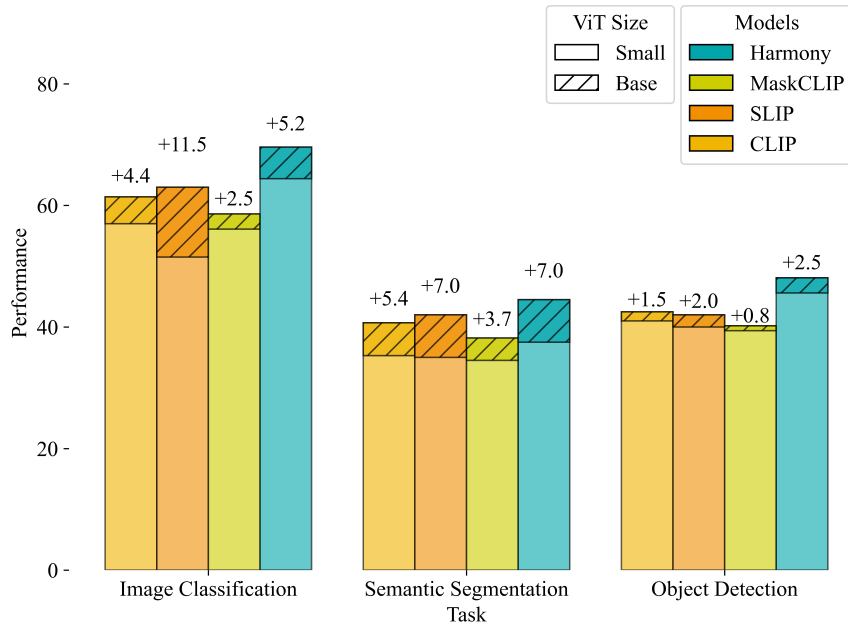 ViT Size
Small
Base
Models
Harmony
MaskCLIP
SLIP
CLIP
80
60
40
20
0
Performance
+4.4
+11.5
+2.5
+5.2
+5.4
+7.0
+3.7
+7.0
+1.5
+2.0
+0.8
+2.5
Image Classification
Semantic Segmentation
Object Detection
Task